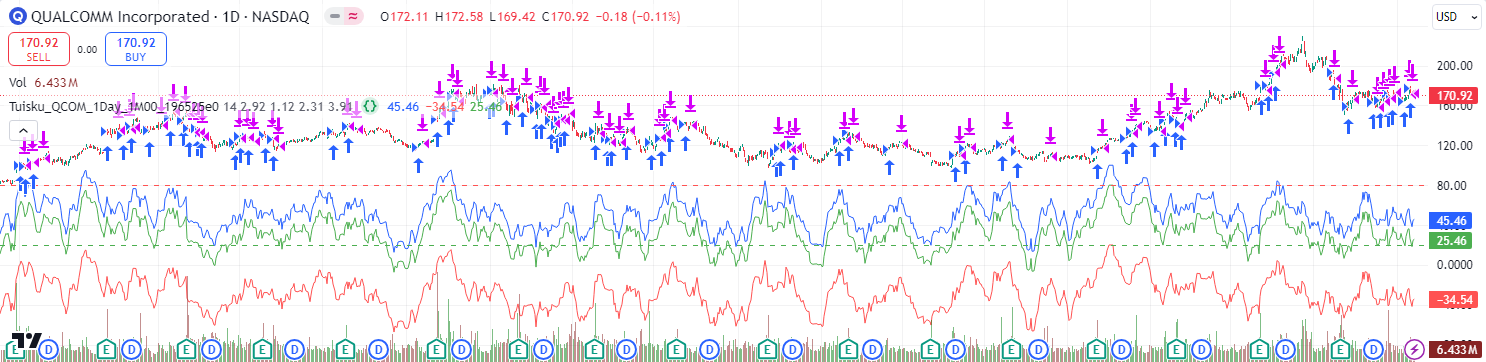 QUALCOMM Incorporated · 1D · NASDAQ O172.11 H172.58 L169.42 C170.92 −0.18 (−0.11%)
USD
170.92 SELL
0.00
170.92 BUY
Vol 6.433 M
Tuisku_QCOM_1Day_1M00_196525e0 14 2.92 1.12 2.31 3.91 {} 45.46 −34.54 25.46
200.00
170.92
160.00
120.00
80.00
45.46
25.46
0.0000
−34.54
6.433 M
E D E D E D E D E D E D E D E D E D E D E D E D E D E D E D E D